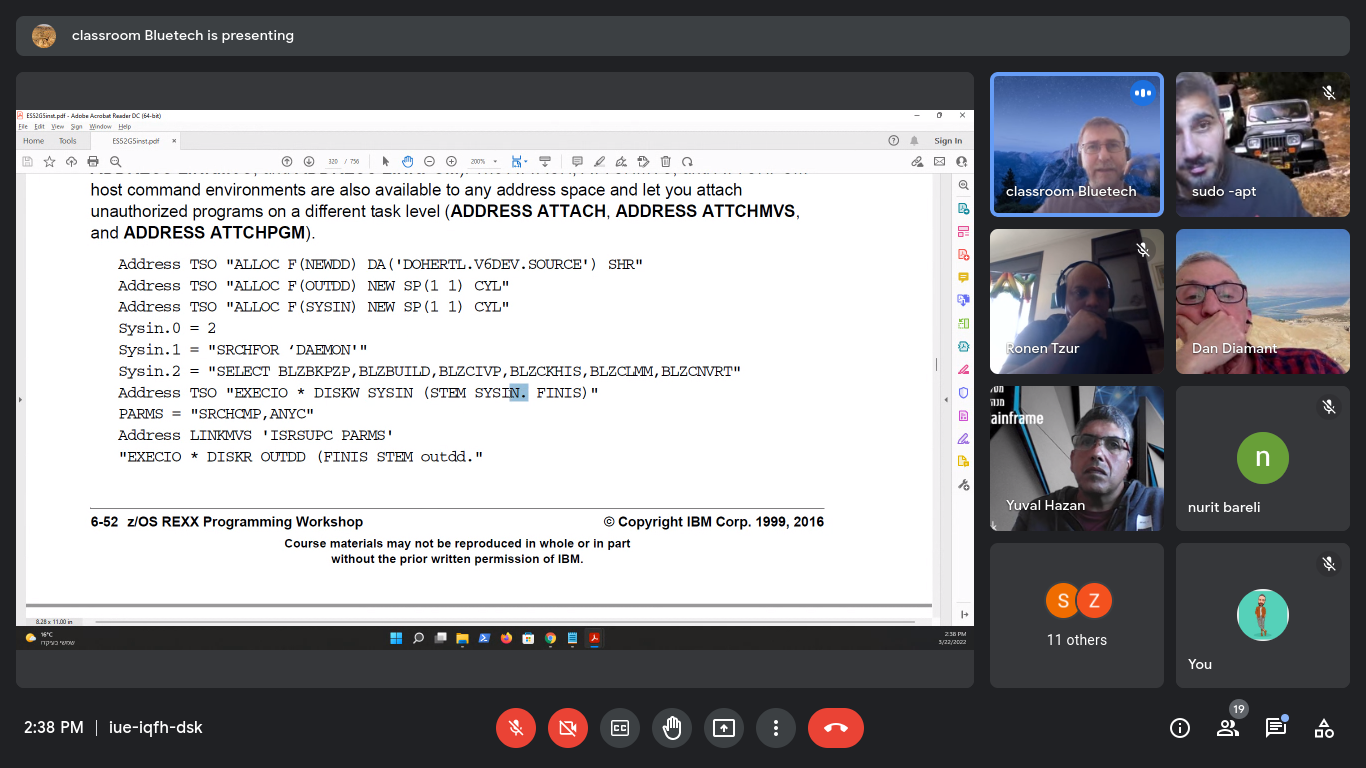 classroom Bluetech is presenting
ES52G5inst.pdf - Adobe Acrobat Reader DC (64-bit)
File Edit View Sign Window Help
Home Tools ES52G5inst.pdf × Sign In
320 / 756 200%
host command environments are also available to any address space and let you attach
unauthorized programs on a different task level (ADDRESS ATTACH, ADDRESS ATTCHMVS,
and ADDRESS ATTCHPGM).
Address TSO "ALLOC F(NEWDD) DA('DOHERTL.V6DEV.SOURCE') SHR"
Address TSO "ALLOC F(OUTDD) NEW SP(1 1) CYL"
Address TSO "ALLOC F(SYSIN) NEW SP(1 1) CYL"
Sysin.0 = 2
Sysin.1 = "SRCHFOR ‘DAEMON'"
Sysin.2 = "SELECT BLZBKPZP,BLZBUILD,BLZCIVP,BLZCKHIS,BLZCLMM,BLZCNVRT"
Address TSO "EXECIO * DISKW SYSIN (STEM SYSIN. FINIS)"
PARMS = "SRCHCMP,ANYC"
Address LINKMVS 'ISRSUPC PARMS'
"EXECIO * DISKR OUTDD (FINIS STEM outdd."
6-52 z/OS REXX Programming Workshop © Copyright IBM Corp. 1999, 2016
Course materials may not be reproduced in whole or in part
without the prior written permission of IBM.
8.28 x 11.00 in
16°C
שמשי בעיקרו
2:38 PM
3/22/2022
classroom Bluetech
sudo -apt
Ronen Tzur
Dan Diamant
ainframe
Yuval Hazan
n
nurit bareli
S Z
11 others
You
2:38 PM | iue-iqfh-dsk
19